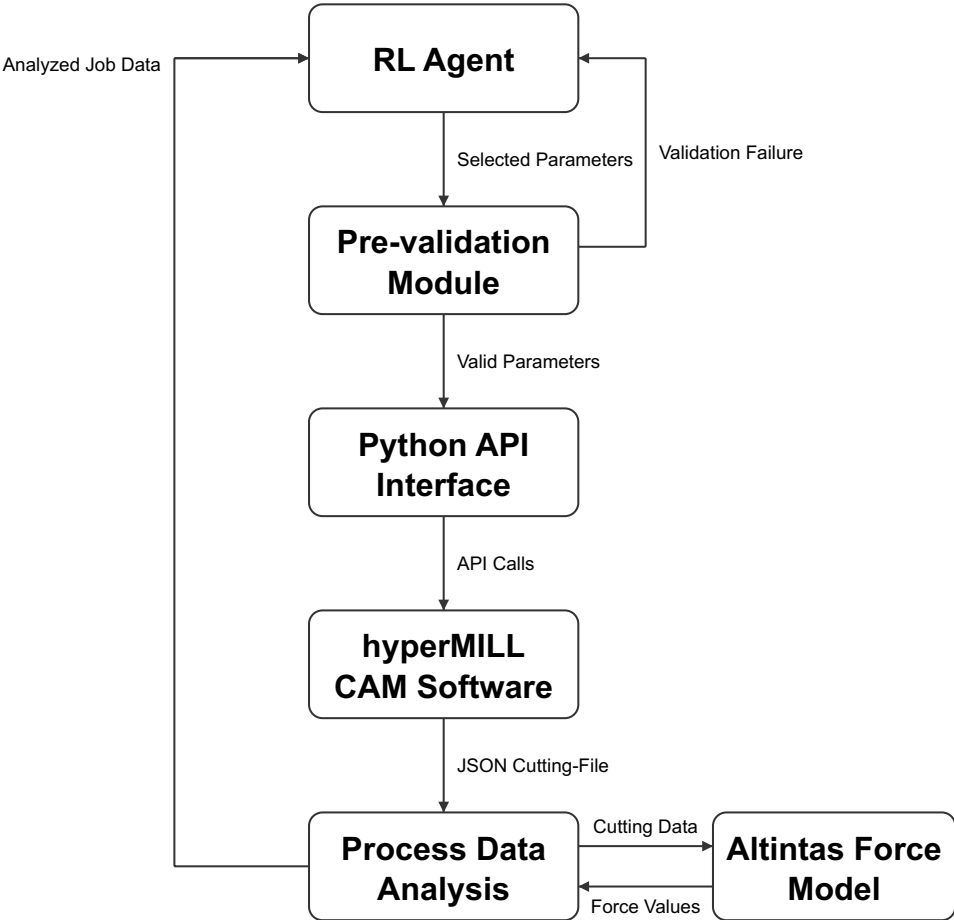 RL Agent
Analyzed Job Data
Selected Parameters
Validation Failure
Pre-validation
Module
Valid Parameters
Python API
Interface
API Calls
hyperMILL
CAM Software
JSON Cutting-File
Process Data
Analysis
Cutting Data
Force Values
Altintas Force
Model